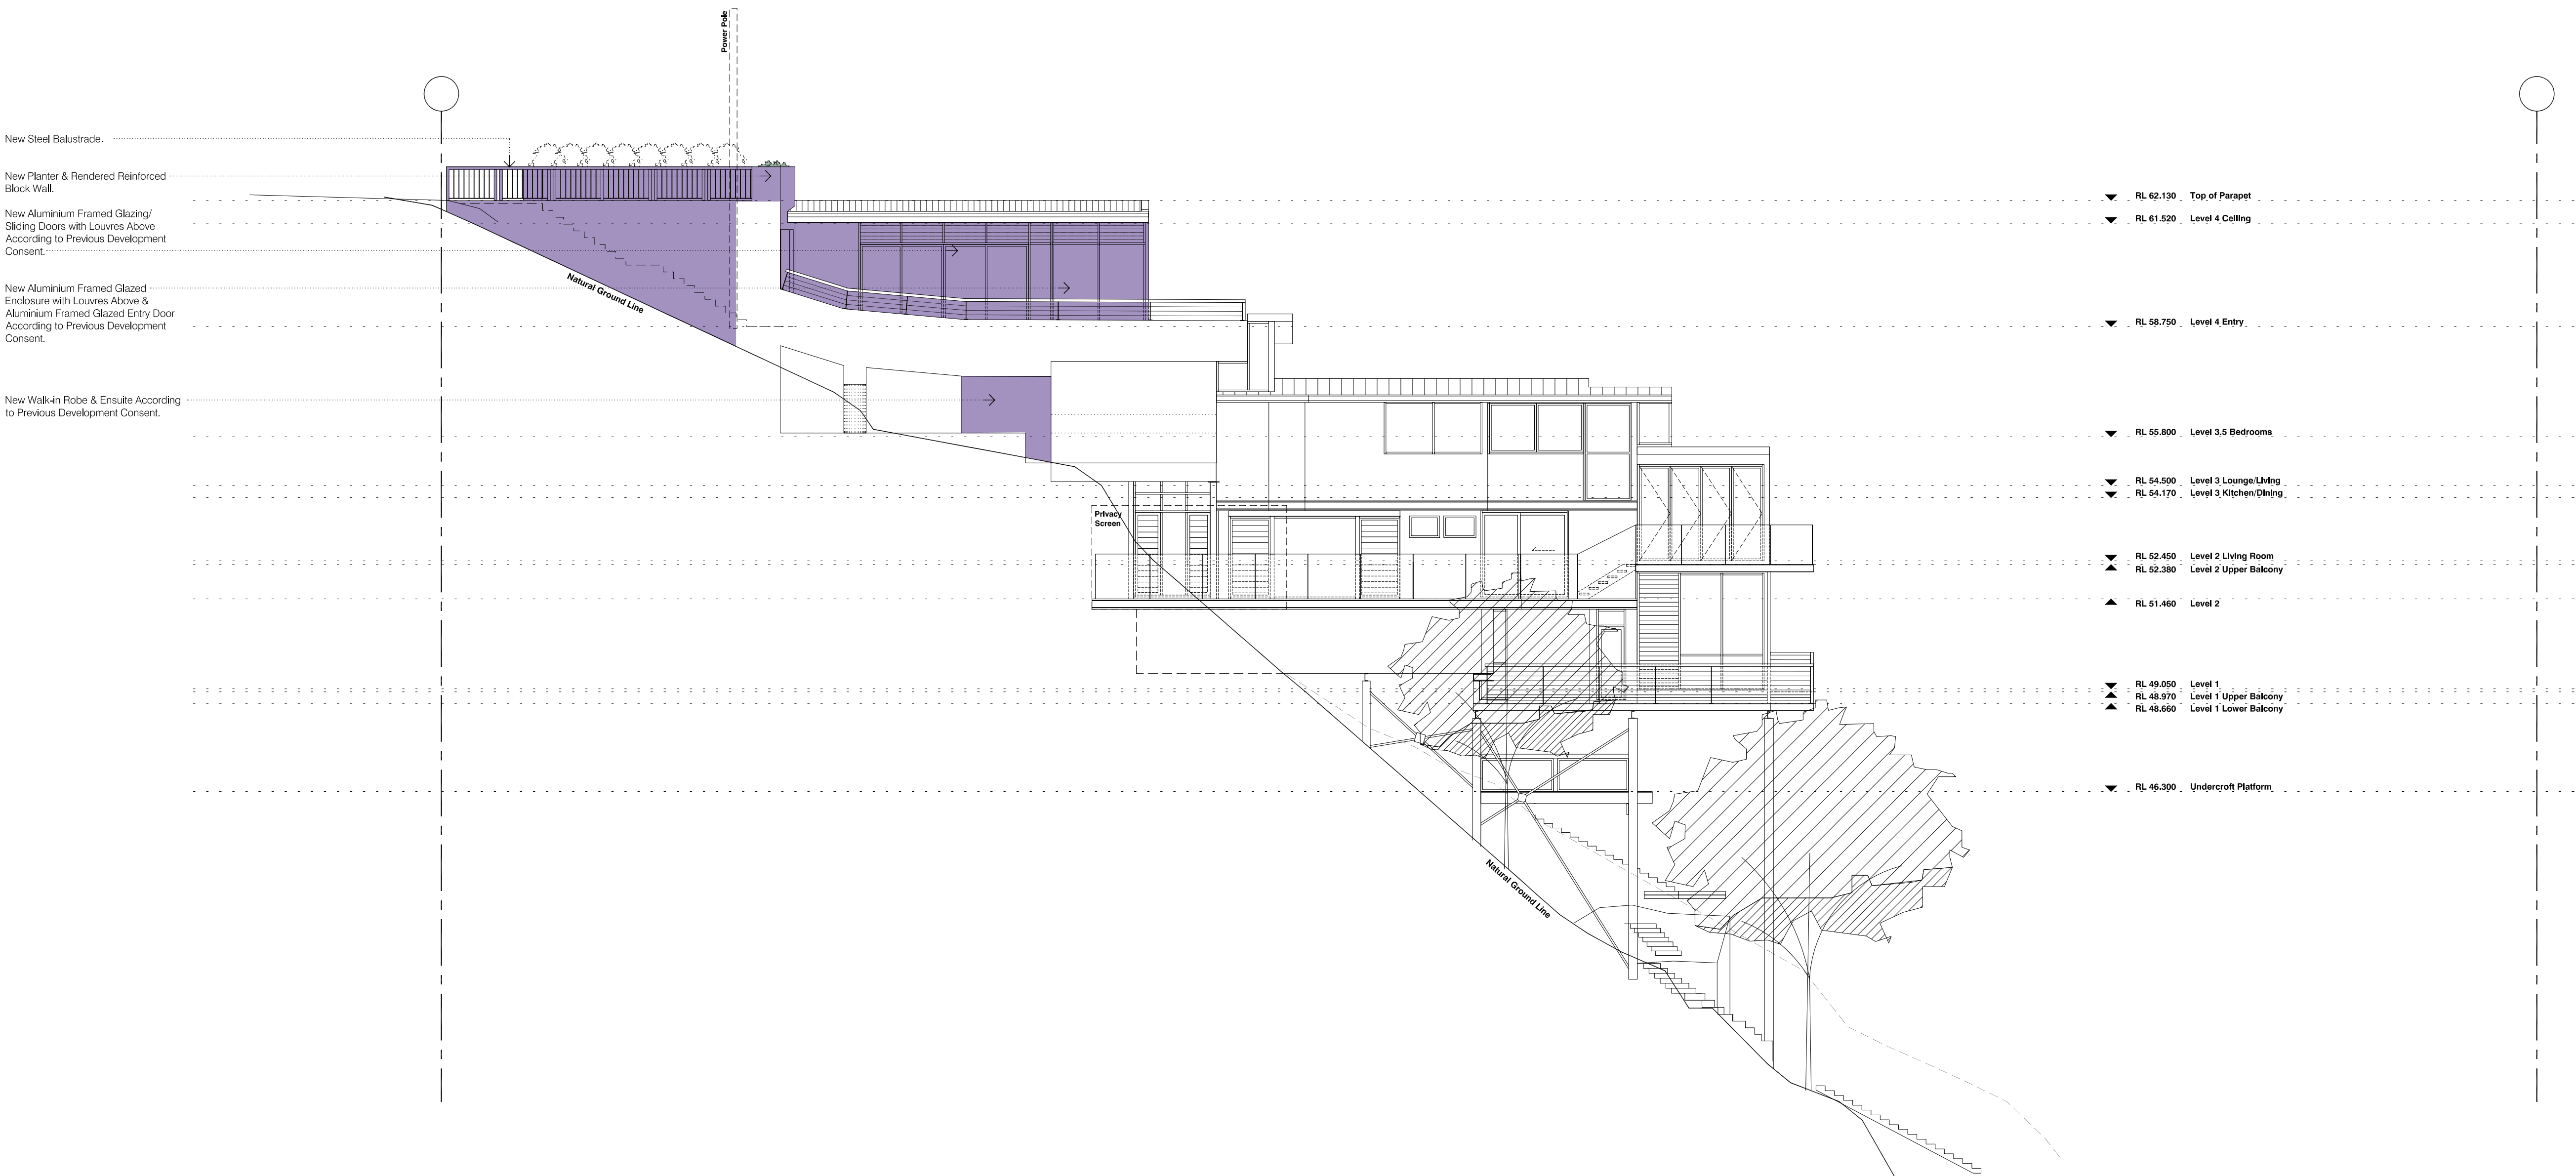 Power Pole
New Steel Balustrade.
New Planter & Rendered Reinforced
Block Wall.
New Aluminium Framed Glazing/
Sliding Doors with Louvres Above
According to Previous Development
Consent.
New Aluminium Framed Glazed
Enclosure with Louvres Above &
Aluminium Framed Glazed Entry Door
According to Previous Development
Consent.
New Walk-in Robe & Ensuite According
to Previous Development Consent.
Natural Ground Line
Privacy
Screen
Natural Ground Line
RL 62.130 Top of Parapet
RL 61.520 Level 4 Ceiling
RL 58.750 Level 4 Entry
RL 55.800 Level 3.5 Bedrooms
RL 54.500 Level 3 Lounge/Living
RL 54.170 Level 3 Kitchen/Dining
RL 52.450 Level 2 Living Room
RL 52.380 Level 2 Upper Balcony
RL 51.460 Level 2
RL 49.050 Level 1
RL 48.970 Level 1 Upper Balcony
RL 48.660 Level 1 Lower Balcony
RL 46.300 Undercroft Platform